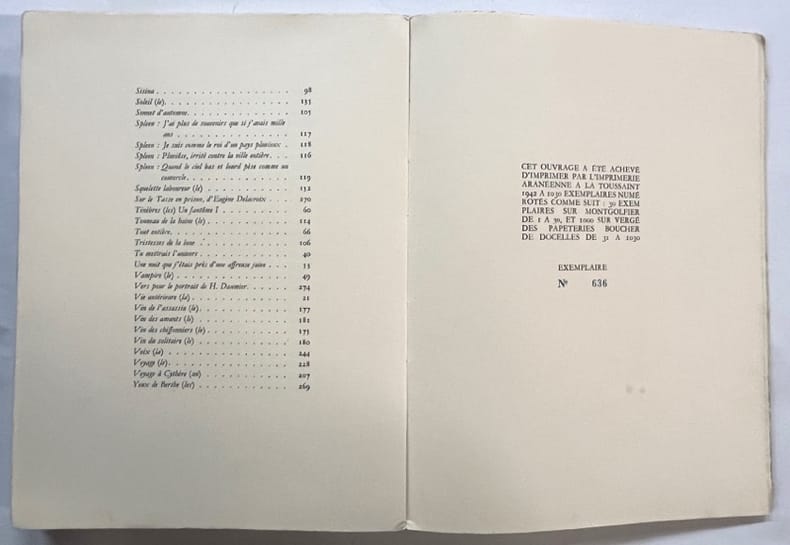 Sisina . . . . . . . . . . . . . . . . . 98
Soleil (le). . . . . . . . . . . . . . . . 133
Sonnet d'automne. . . . . . . . . . . . . . 105
Spleen : J'ai plus de souvenirs que si j'avais mille
ans . . . . . . . . . . . . . . 117
Spleen : Je suis comme le roi d'un pays pluvieux . 118
Spleen : Pluviôse, irrité contre la ville entière. . . 116
Spleen : Quand le ciel bas et lourd pèse comme un
couvercle. . . . . . . . . . . . 119
Squelette laboureur (le) . . . . . . . . . . . 152
Sur le Tasse en prison, d'Eugène Delacroix . . . 270
Ténèbres (les) Un fantôme I . . . . . . . . . 60
Tonneau de la haine (le) . . . . . . . . . . . 114
Tout entière. . . . . . . . . . . . . . . 66
Tristesses de la lune . . . . . . . . . . . . 106
Tu mettrais l'univers . . . . . . . . . . . . 40
Une nuit que j'étais près d'une affreuse juive . . . 53
Vampire (le) . . . . . . . . . . . . . . . 49
Vers pour le portrait de H. Daumier. . . . . . . 274
Vie antérieure (la) . . . . . . . . . . . . . 21
Vin de l'assassin (le). . . . . . . . . . . . . 177
Vin des amants (le) . . . . . . . . . . . . . 182
Vin des chiffonniers (le) . . . . . . . . . . . 173
Vin du solitaire (le) . . . . . . . . . . . . . 180
Voix (la) . . . . . . . . . . . . . . . . 244
Voyage (le). . . . . . . . . . . . . . . . 228
Voyage à Cythère (un) . . . . . . . . . . . . 207
Yeux de Berthe (les) . . . . . . . . . . . . 269
CET OUVRAGE A ÉTÉ ACHEVÉ
D'IMPRIMER PAR L'IMPRIMERIE
ARANÉENNE A LA TOUSSAINT
1942 A 1030 EXEMPLAIRES NUMÉ
ROTÉS COMME SUIT : 30 EXEM
PLAIRES SUR MONTGOLFIER
DE 1 A 30, ET 1000 SUR VERGÉ
DES PAPETERIES BOUCHER
DE DOCELLES DE 31 A 1030
EXEMPLAIRE
N° 636